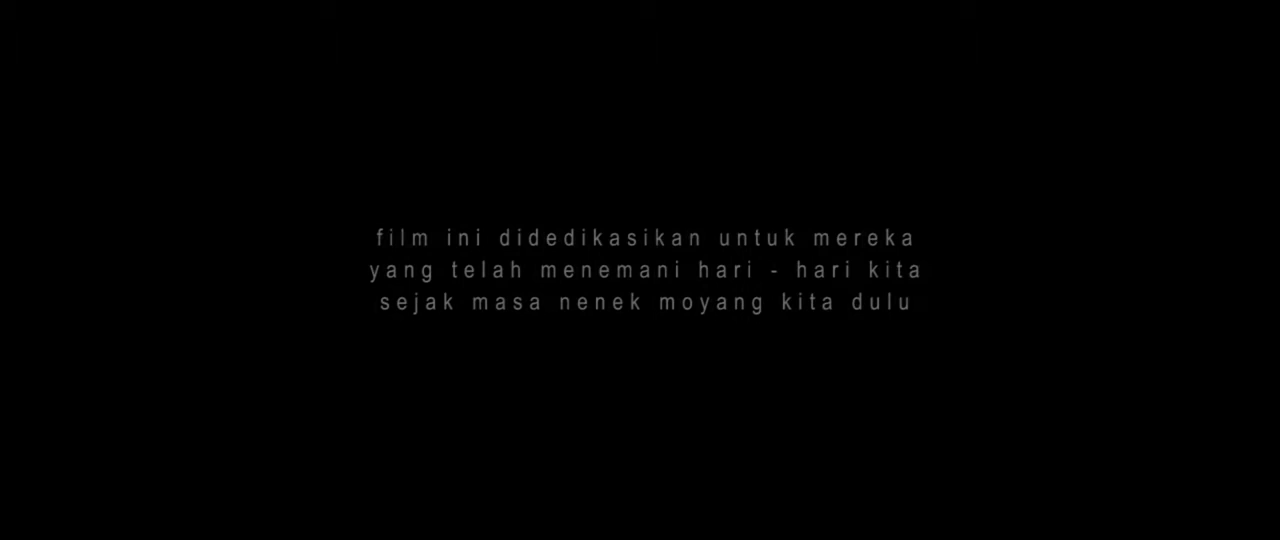 film ini didedikasikan untuk mereka
yang telah menemani hari - hari kita
sejak masa nenek moyang kita dulu